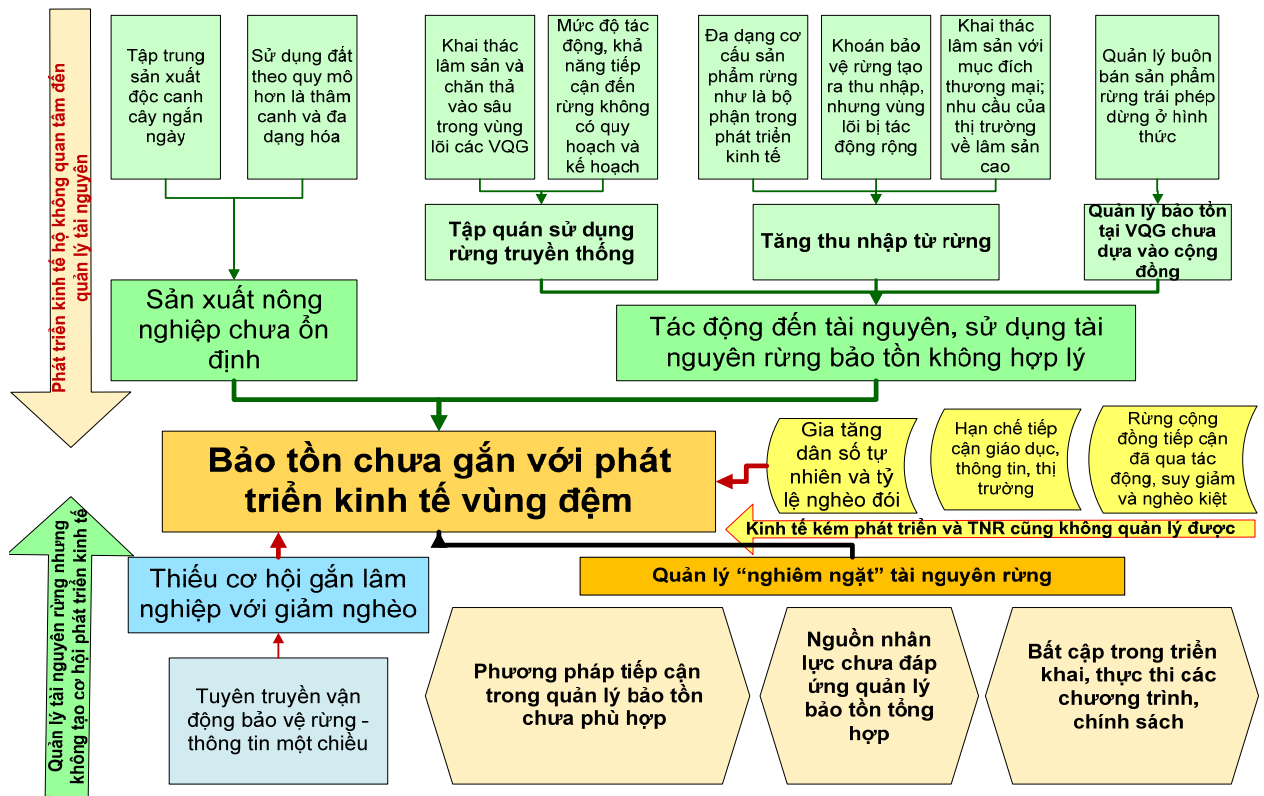 Phát triển kinh tế hộ không quan tâm đến
quản lý tài nguyên
Tập trung
sản xuất
độc canh
cây ngắn
ngày
Sử dụng đất
theo quy mô
hơn là thâm
canh và đa
dạng hóa
Khai thác
lâm sản và
chăn thả
vào sâu
trong vùng
lõi các VQG
Mức độ tác
động, khả
năng tiếp
cận đến
rừng không
có quy
hoạch và
kế hoạch
Đa dạng cơ
cấu sản
phẩm rừng
như là bộ
phận trong
phát triển
kinh tế
Khoán bảo
vệ rừng tạo
ra thu nhập,
nhưng vùng
lõi bị tác
động rộng
Khai thác
lâm sản với
mục đích
thương mại;
nhu cầu của
thị trường
về lâm sản
cao
Quản lý buôn
bán sản phẩm
rừng trái phép
dừng ở hình
thức
Tập quán sử dụng
rừng truyền thống
Tăng thu nhập từ rừng
Quản lý bảo tồn
tại VQG chưa
dựa vào cộng
đồng
Sản xuất nông
nghiệp chưa ổn
định
Tác động đến tài nguyên, sử dụng tài
nguyên rừng bảo tồn không hợp lý
Bảo tồn chưa gắn với phát
triển kinh tế vùng đệm
Gia tăng
dân số tự
nhiên và tỷ
lệ nghèo đói
Hạn chế tiếp
cận giáo dục,
thông tin, thị
trường
Rừng cộng
đồng tiếp cận
đã qua tác
động, suy giảm
và nghèo kiệt
Kinh tế kém phát triển và TNR cũng không quản lý được
Quản lý tài nguyên rừng nhưng
không tạo cơ hội phát triển kinh tế
Thiếu cơ hội gắn lâm
nghiệp với giảm nghèo
Quản lý “nghiêm ngặt” tài nguyên rừng
Tuyên truyền vận
động bảo vệ rừng –
thông tin một chiều
Phương pháp tiếp cận
trong quản lý bảo tồn
chưa phù hợp
Nguồn nhân
lực chưa đáp
ứng quản lý
bảo tồn tổng
hợp
Bất cập trong triển
khai, thực thi các
chương trình,
chính sách